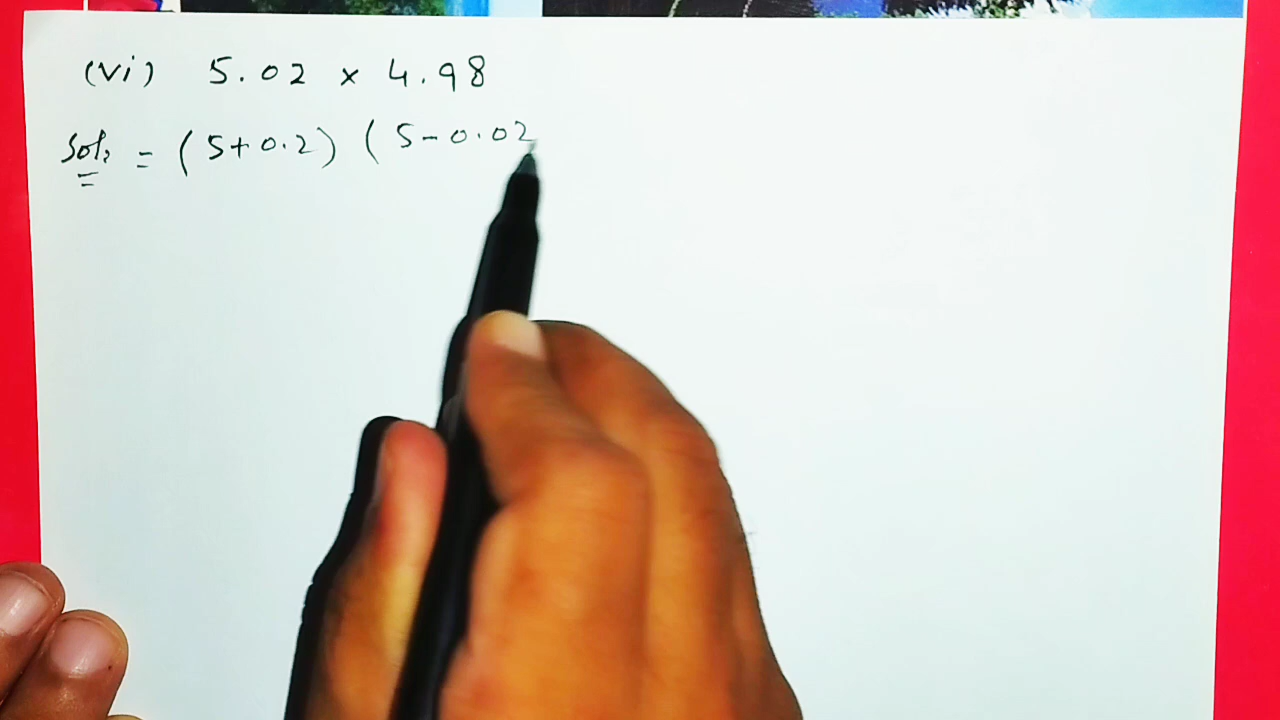 (vi) 5.02 × 4.98
Sol: = (5+0.2) (5-0.02